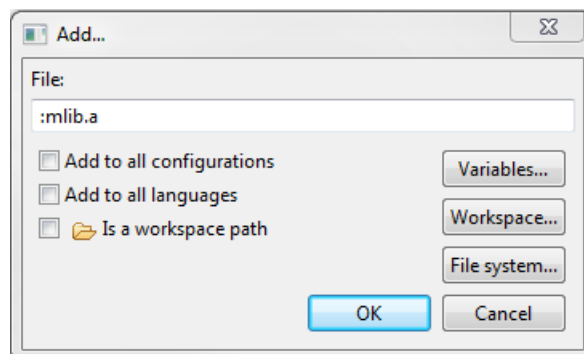 Add...
File:
:mlib.a
Add to all configurations
Variables...
Add to all languages
Workspace...
Is a workspace path
File system...
OK
Cancel